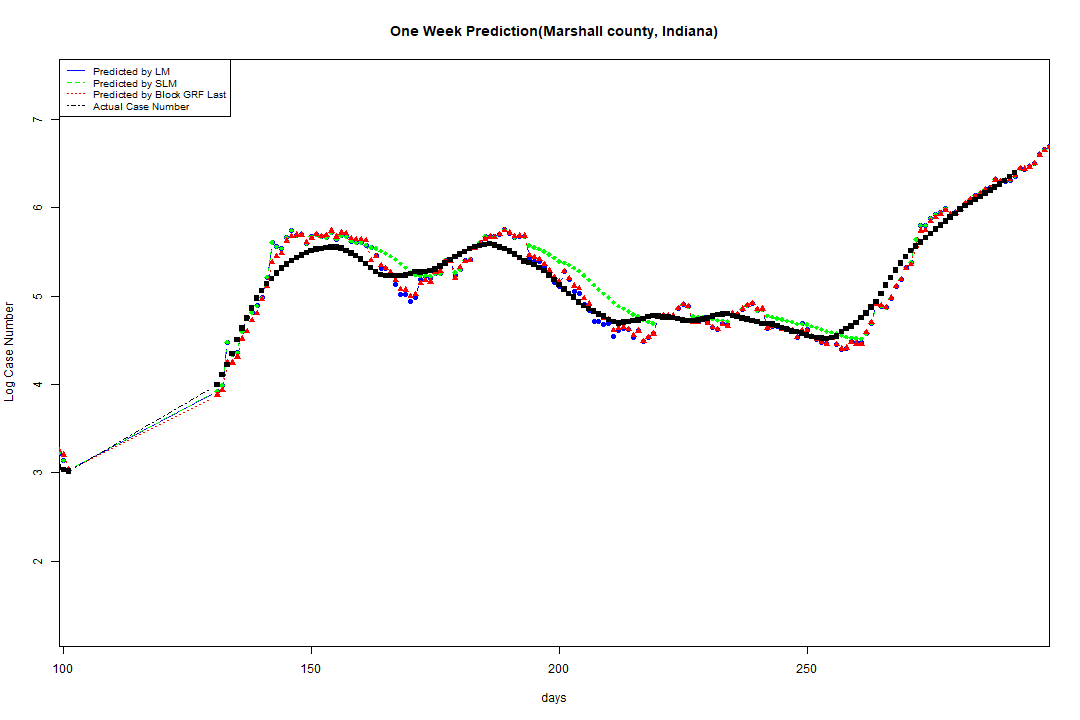 One Week Prediction(Marshall county, Indiana)
Predicted by LM
Predicted by SLM
Predicted by Block GRF Last
Actual Case Number
7
6
5
4
3
2
Log Case Number
100 150 200 250
days